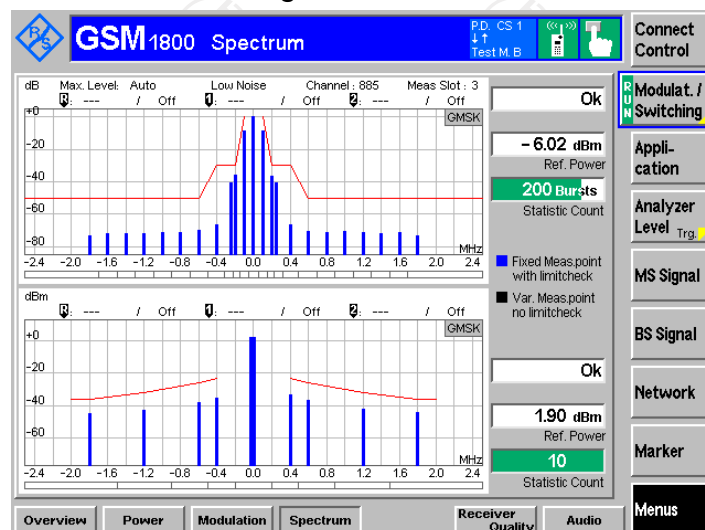 R&S
GSM1800 Spectrum
P.D. CS 1
Test M. B
Connect
Control
dB Max. Level: Auto Low Noise Channel : 885 Meas Slot : 3
R: --- / Off 1: --- / Off 2: --- / Off
GMSK
+0
-20
-40
-60
-80
MHz
-2.4 -2.0 -1.6 -1.2 -0.8 -0.4 0.0 0.4 0.8 1.2 1.6 2.0 2.4
Ok
- 6.02 dBm
Ref. Power
200 Bursts
Statistic Count
Fixed Meas.point
with limitcheck
Var. Meas.point
no limitcheck
dBm
R: --- / Off 1: --- / Off 2: --- / Off
GMSK
+0
-20
-40
-60
MHz
-2.4 -2.0 -1.6 -1.2 -0.8 -0.4 0.0 0.4 0.8 1.2 1.6 2.0 2.4
Ok
1.90 dBm
Ref. Power
10
Statistic Count
RUN
Modulat. /
Switching
Appli-
cation
Analyzer
Level Trg.
MS Signal
BS Signal
Network
Marker
Menus
Overview Power Modulation Spectrum Receiver Quality Audio